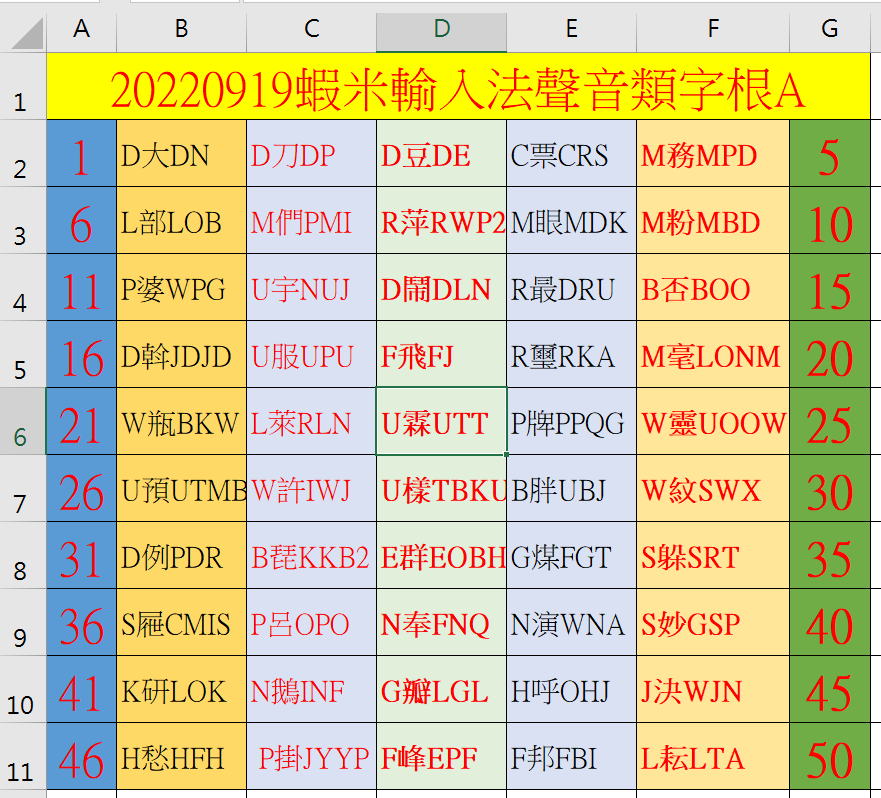 A B C D E F G
1 20220919蝦米輸入法聲音類字根A
2 1 D大DN D刀DP D豆DE C票CRS M務MPD 5
3 6 L部LOB M們PMI R萍RWP2 M眼MDK M粉MBD 10
4 11 P婆WPG U宇NUJ D鬧DLN R最DRU B否BOO 15
5 16 D斡JDJD U服UPU F飛FJ R璽RKA M毫LONM 20
6 21 W瓶BKW L萊RLN U霖UTT P牌PPQG W靈UOOW 25
7 26 U預UTMB W許IWJ U樣TBKU B胖UBJ W紋SWX 30
8 31 D例PDR B琵KKB2 E群EOBH G煤FGT S躲SRT 35
9 36 S屜CMIS P呂OPO N奉FNQ N演WNA S妙GSP 40
10 41 K研LOK N鵝INF G瓣LGL H呼OHJ J決WJN 45
11 46 H愁HFH P掛JYYP F峰EPF F邦FBI L耘LTA 50